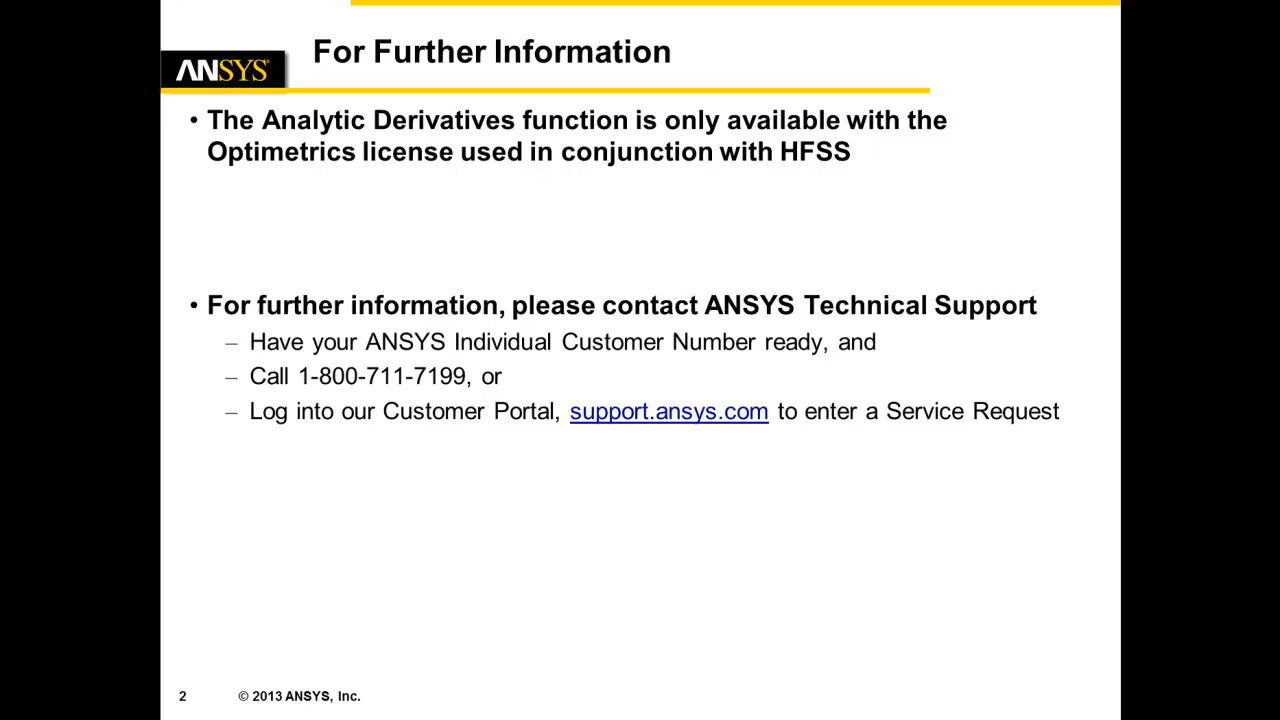 For Further Information
ANSYS®
• The Analytic Derivatives function is only available with the
Optimetrics license used in conjunction with HFSS
• For further information, please contact ANSYS Technical Support
– Have your ANSYS Individual Customer Number ready, and
– Call 1-800-711-7199, or
– Log into our Customer Portal, support.ansys.com to enter a Service Request
2 © 2013 ANSYS, Inc.